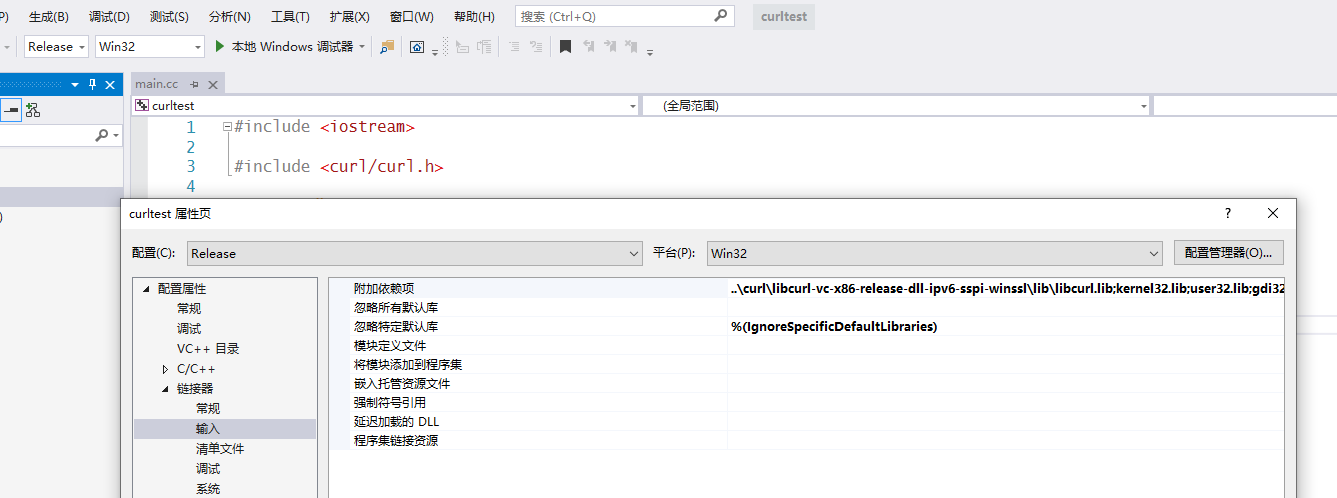 P) 生成(B) 调试(D) 测试(S) 分析(N) 工具(T) 扩展(X) 窗口(W) 帮助(H) 搜索 (Ctrl+Q) curltest
Release Win32 本地 Windows 调试器
main.cc
curltest (全局范围)
1 #include <iostream>
2
3 #include <curl/curl.h>
4
)
curltest 属性页 ?
配置(C): Release 平台(P): Win32 配置管理器(O)...
配置属性
常规
调试
VC++ 目录
C/C++
链接器
常规
输入
清单文件
调试
系统
附加依赖项 ..\curl\libcurl-vc-x86-release-dll-ipv6-sspi-winssl\lib\libcurl.lib;kernel32.lib;user32.lib;gdi32
忽略所有默认库
忽略特定默认库 %(IgnoreSpecificDefaultLibraries)
模块定义文件
将模块添加到程序集
嵌入托管资源文件
强制符号引用
延迟加载的 DLL
程序集链接资源